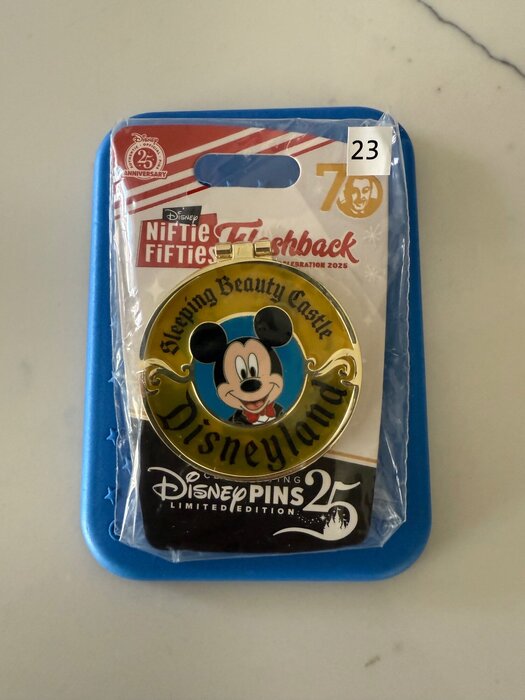 23
Disney
25
ANNIVERSARY
70
Disney
NiFTiE
FiFTiES
Flashback
CELEBRATION 2025
Sleeping Beauty Castle
Disneyland
Disney PINS 25
LIMITED EDITION